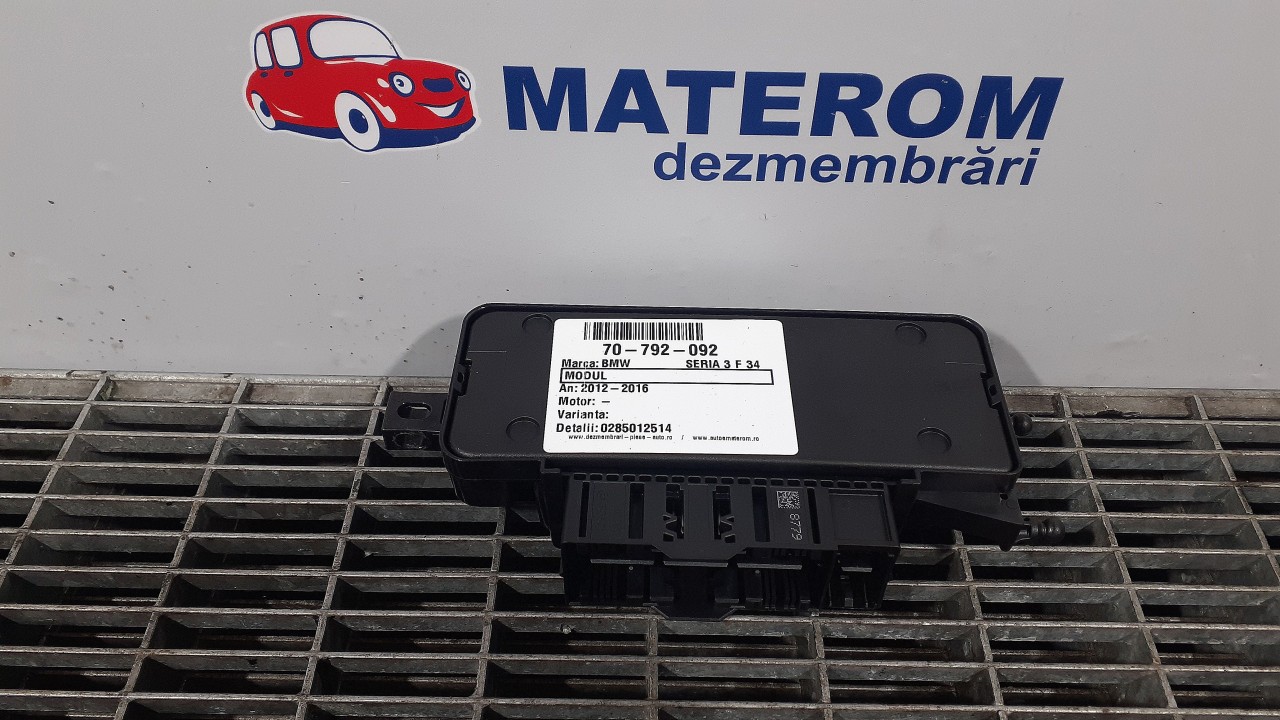 MATEROM
dezmembrări
70-792-092
Marca: BMW SERIA 3 F 34
MODUL
An: 2012-2016
Motor: -
Varianta:
Detalii: 0285012514
www.dezmembrari-piese-auto.ro / www.automaterom.ro
8779